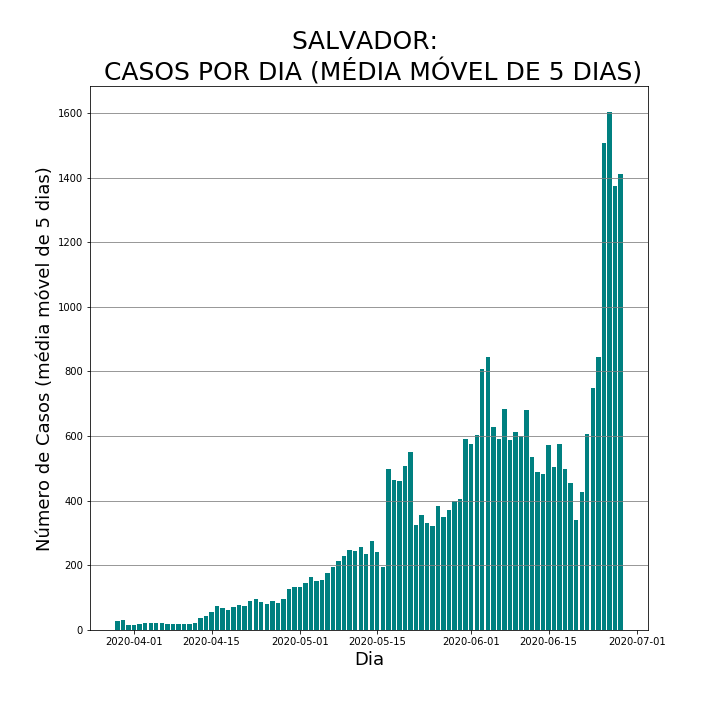 SALVADOR:
CASOS POR DIA (MÉDIA MÓVEL DE 5 DIAS)
Número de Casos (média móvel de 5 dias)
1600
1400
1200
1000
800
600
400
200
0
2020-04-01 2020-04-15 2020-05-01 2020-05-15 2020-06-01 2020-06-15 2020-07-01
Dia